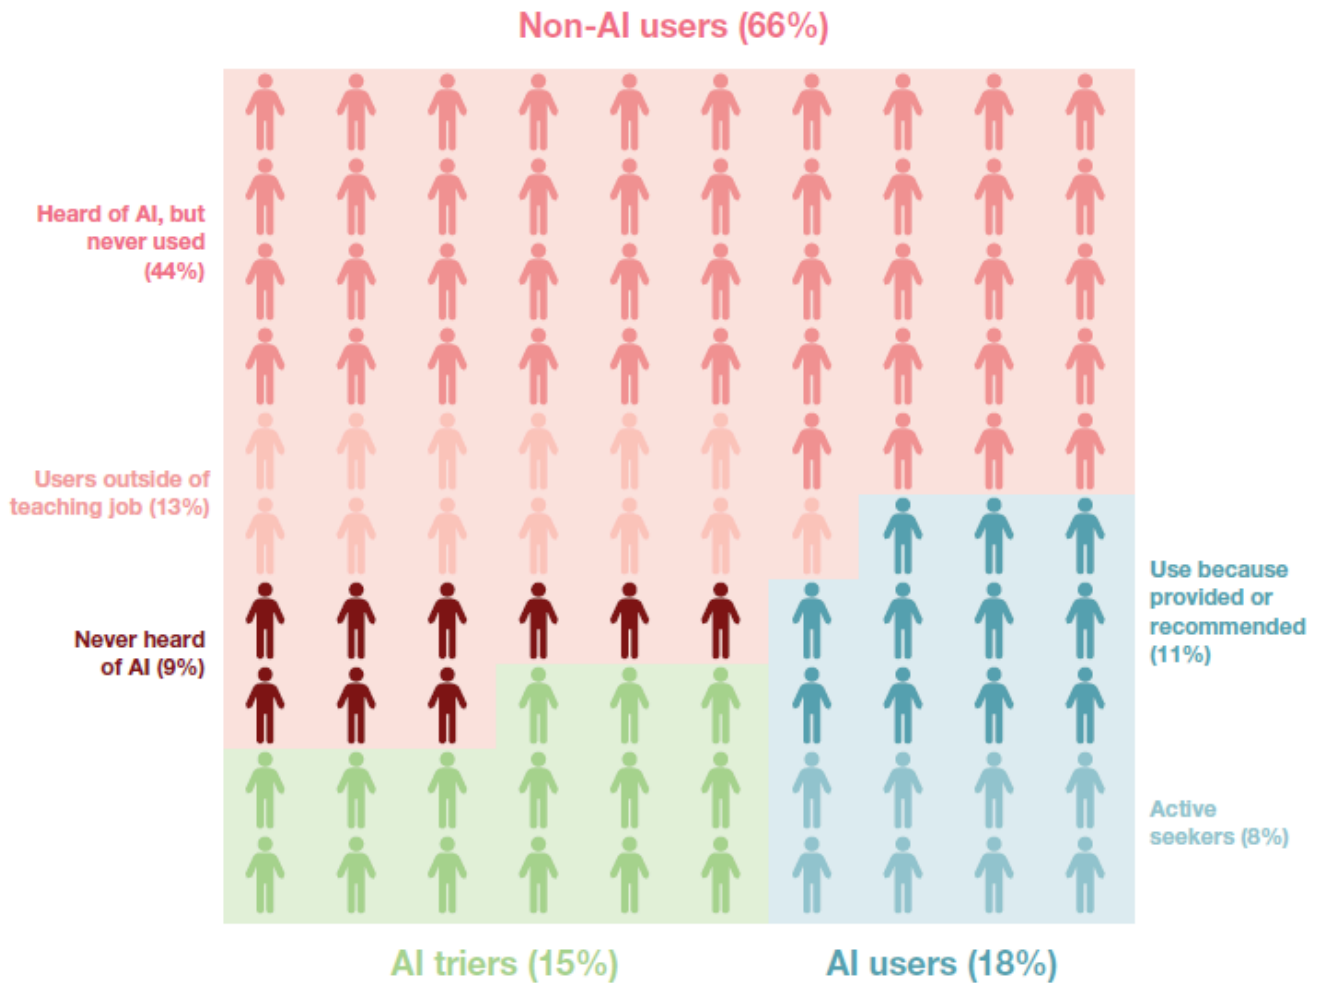 Non-AI users (66%)
Heard of AI, but
never used
(44%)
Users outside of
teaching job (13%)
Never heard
of AI (9%)
Use because
provided or
recommended
(11%)
Active
seekers (8%)
AI triers (15%)
AI users (18%)